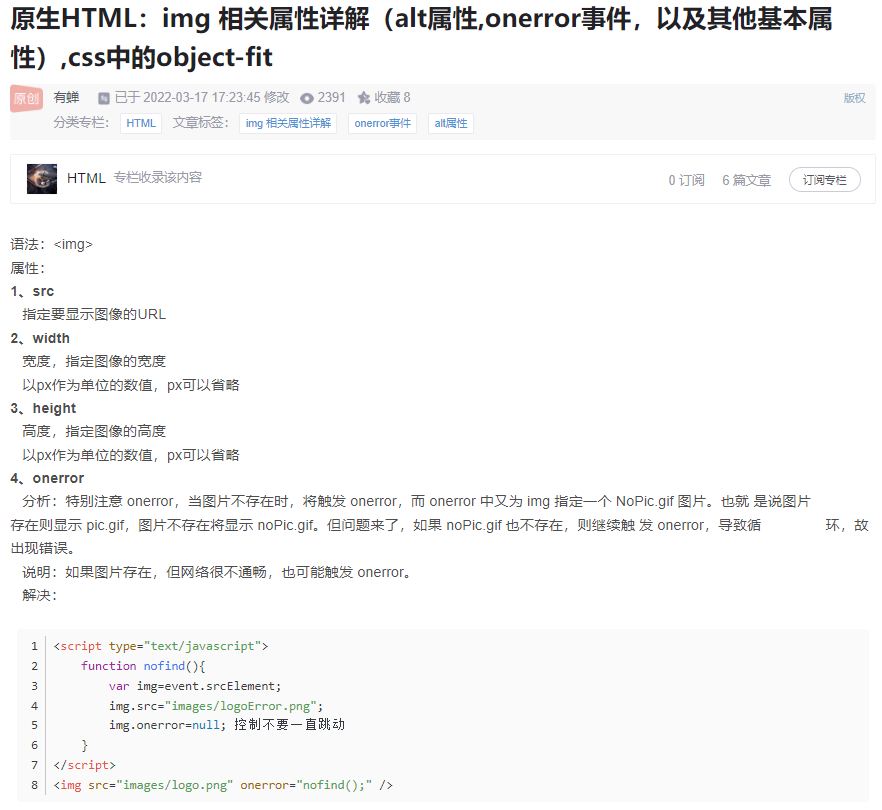 原生HTML：img 相关属性详解（alt属性,onerror事件，以及其他基本属
性）,css中的object-fit
原创 有蝉 已于 2022-03-17 17:23:45 修改 2391 收藏 8 版权
分类专栏： HTML 文章标签： img 相关属性详解 onerror事件 alt属性
HTML 专栏收录该内容 0 订阅 6 篇文章 订阅专栏
语法：<img>
属性：
1、src
指定要显示图像的URL
2、width
宽度，指定图像的宽度
以px作为单位的数值，px可以省略
3、height
高度，指定图像的高度
以px作为单位的数值，px可以省略
4、onerror
分析：特别注意 onerror，当图片不存在时，将触发 onerror，而 onerror 中又为 img 指定一个 NoPic.gif 图片。也就 是说图片
存在则显示 pic.gif，图片不存在将显示 noPic.gif。但问题来了，如果 noPic.gif 也不存在，则继续触 发 onerror，导致循 环，故
出现错误。
说明：如果图片存在，但网络很不通畅，也可能触发 onerror。
解决：
1 <script type="text/javascript">
2 function nofind(){
3 var img=event.srcElement;
4 img.src="images/logoError.png";
5 img.onerror=null; 控制不要一直跳动
6 }
7 </script>
8 <img src="images/logo.png" onerror="nofind();" />